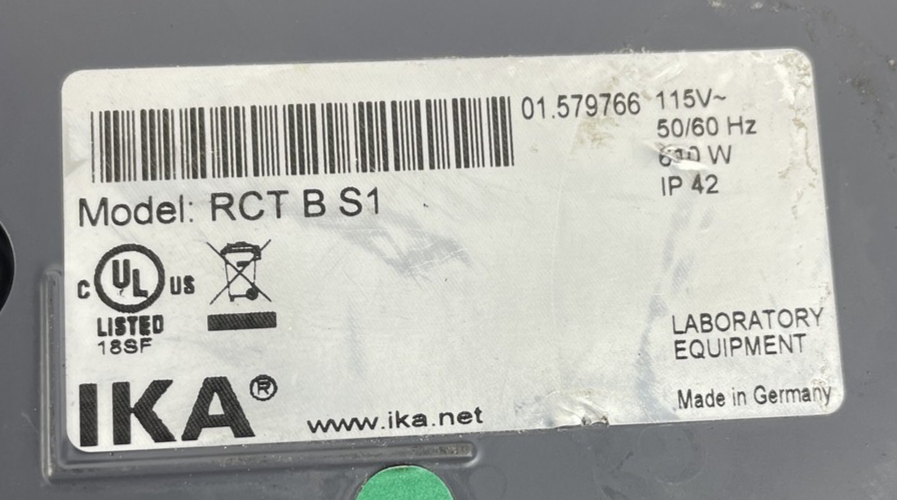 01.579766
115V~
50/60 Hz
W
IP 42
Model: RCT B S1
C UL US
LISTED
18SF
LABORATORY
EQUIPMENT
IKA®
www.ika.net
Made in Germany